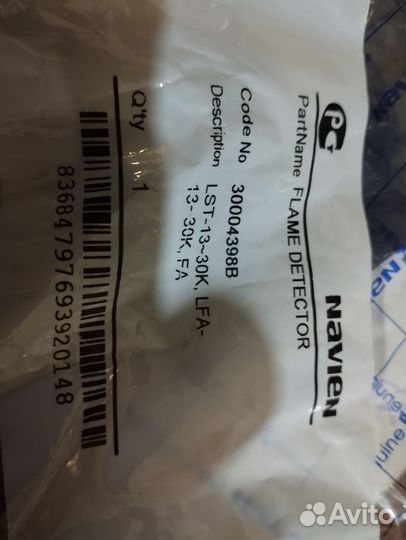 NAVIEN
PG
PartName FLAME DETECTOR
Code No 30004398B
Description LST-13~30K, LFA-
13~30K, FA
Q'ty 1
8368479769392014 8
Avito